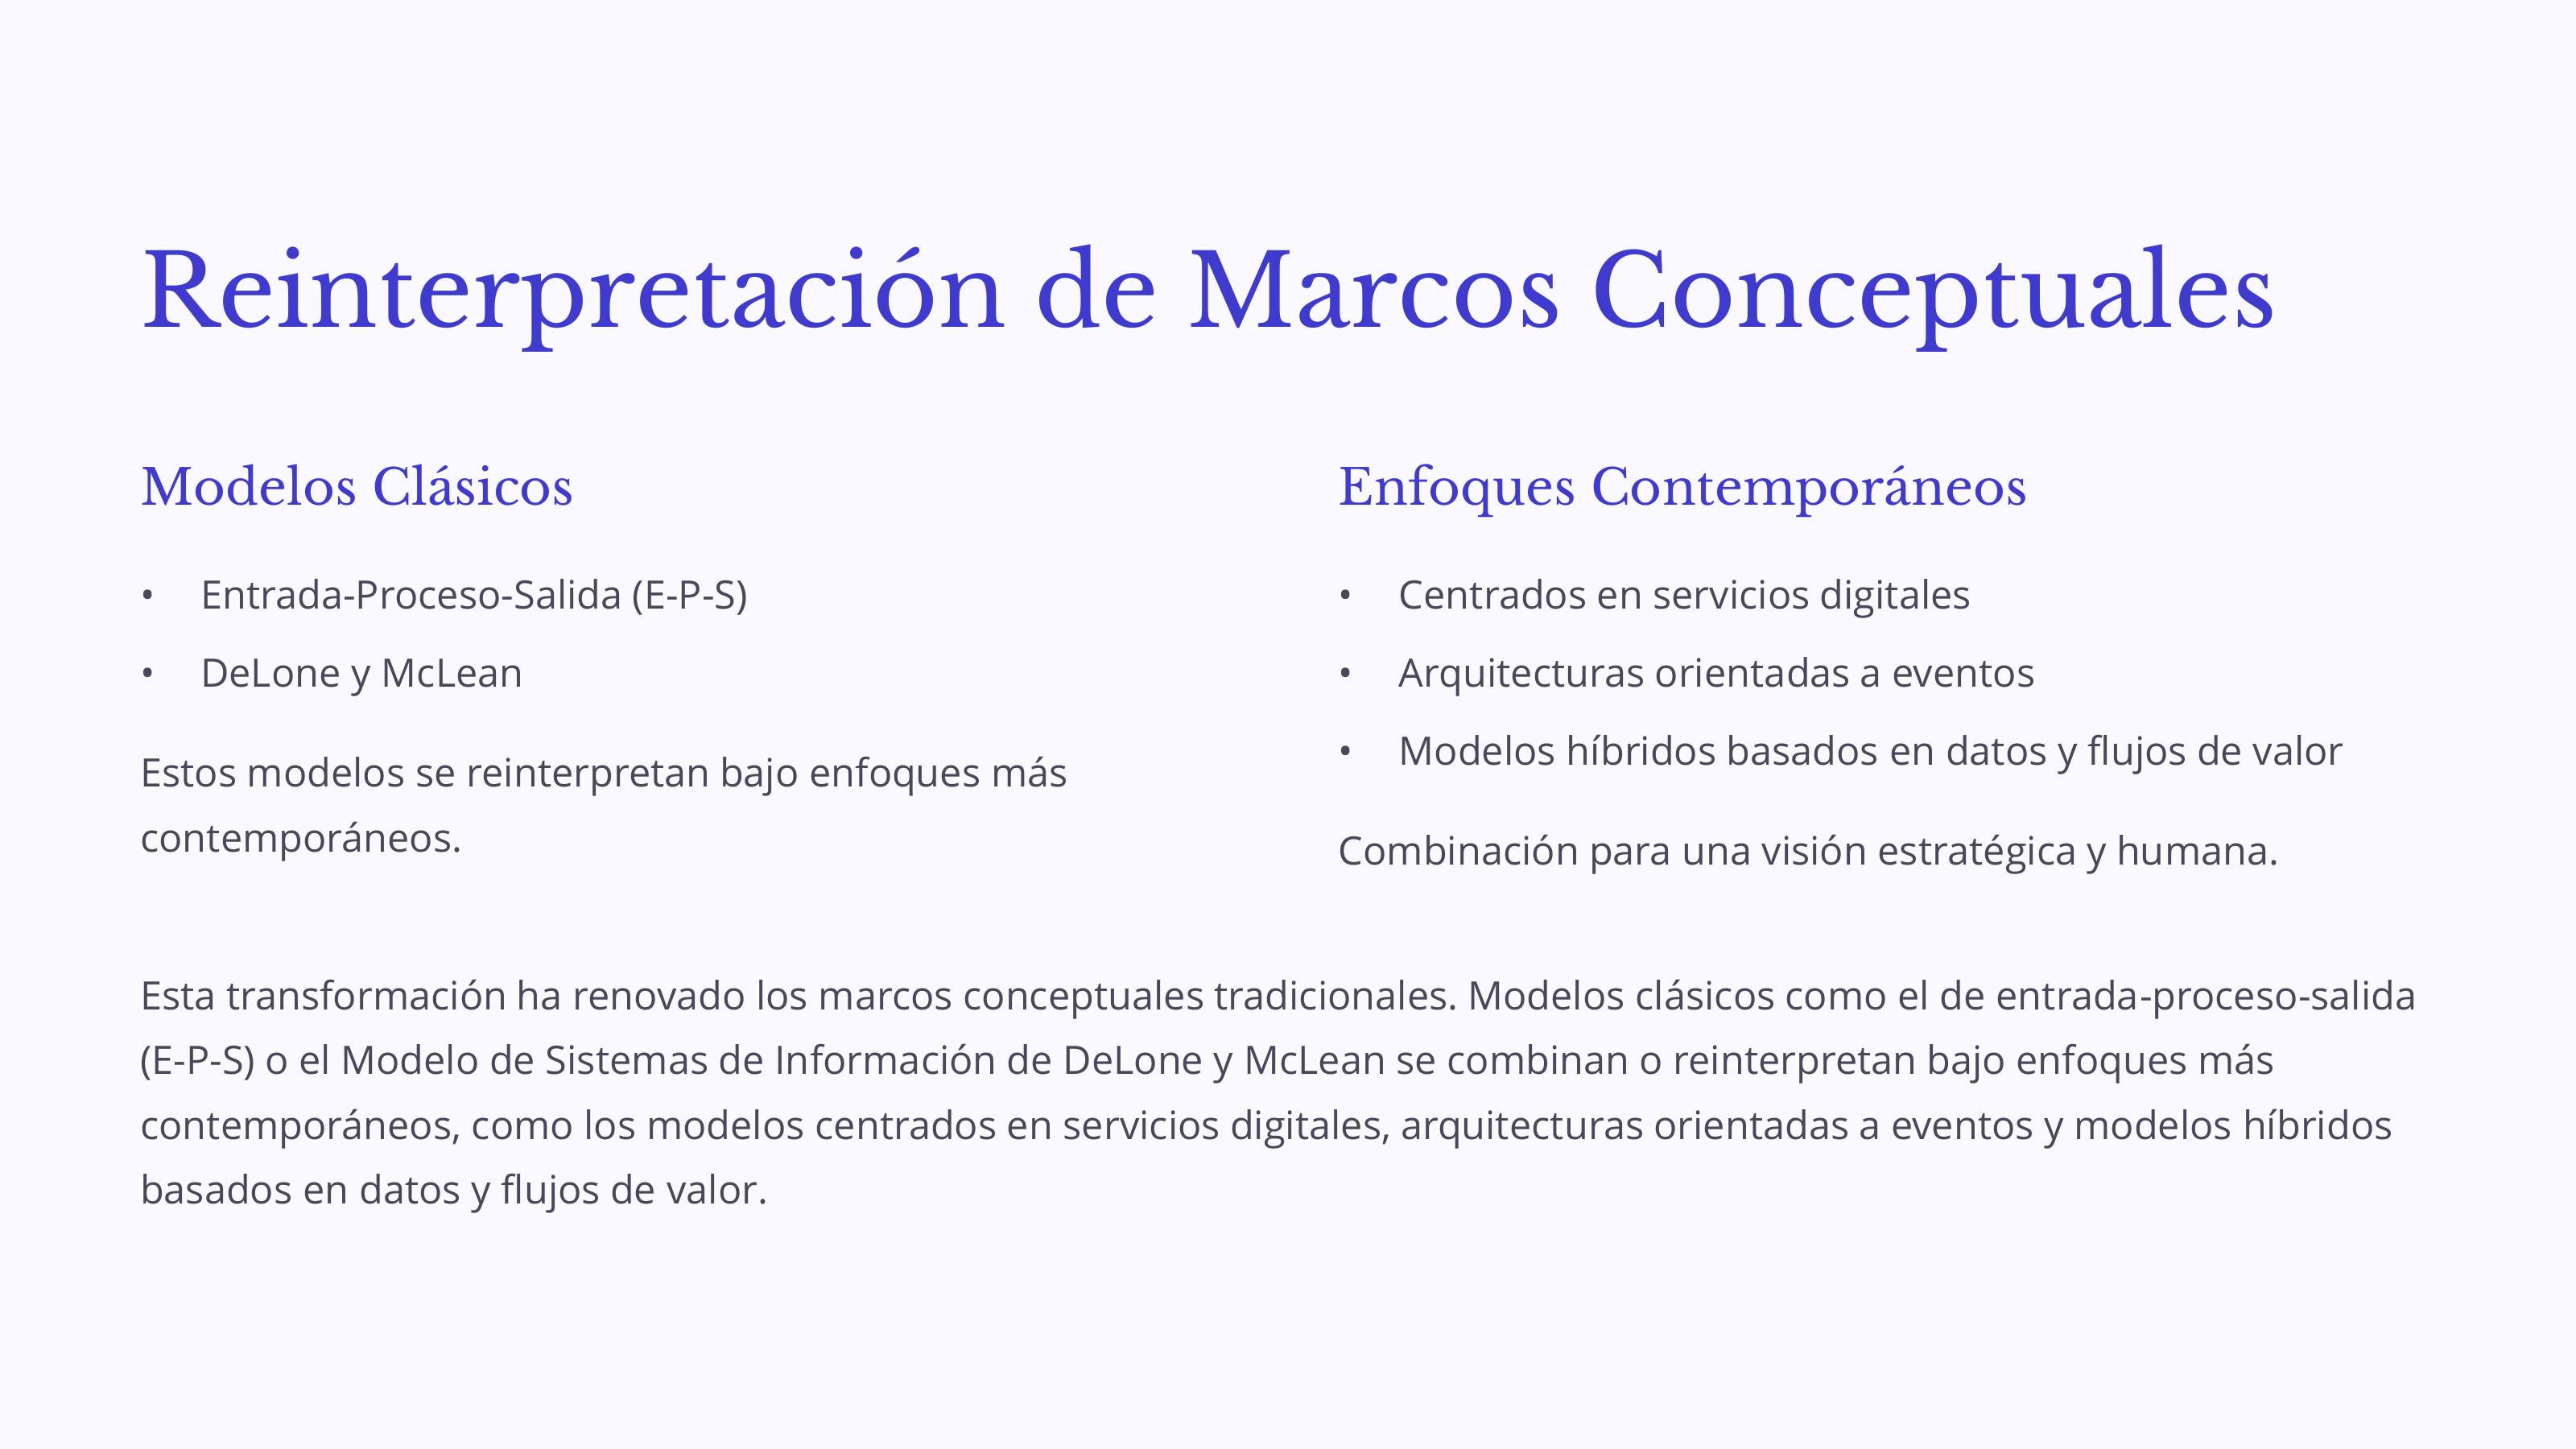 Reinterpretación de Marcos Conceptuales
Modelos Clásicos
• Entrada-Proceso-Salida (E-P-S)
• DeLone y McLean
Estos modelos se reinterpretan bajo enfoques más
contemporáneos.
Enfoques Contemporáneos
• Centrados en servicios digitales
• Arquitecturas orientadas a eventos
• Modelos híbridos basados en datos y flujos de valor
Combinación para una visión estratégica y humana.
Esta transformación ha renovado los marcos conceptuales tradicionales. Modelos clásicos como el de entrada-proceso-salida
(E-P-S) o el Modelo de Sistemas de Información de DeLone y McLean se combinan o reinterpretan bajo enfoques más
contemporáneos, como los modelos centrados en servicios digitales, arquitecturas orientadas a eventos y modelos híbridos
basados en datos y flujos de valor.